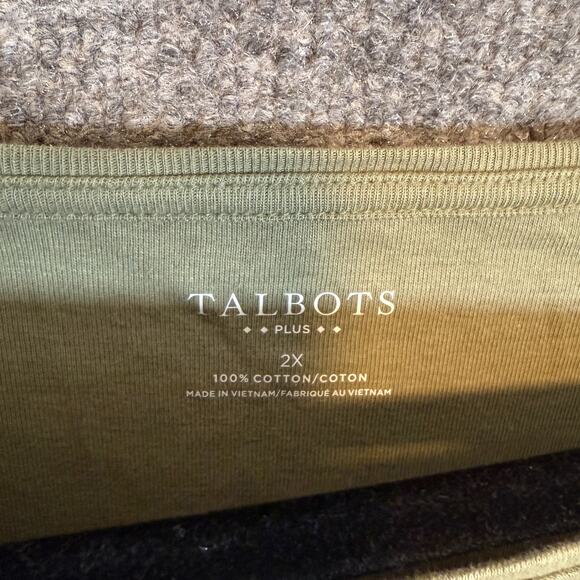 TALBOTS
PLUS
2X
100% COTTON/COTON
MADE IN VIETNAM/FABRIQUÉ AU VIETNAM